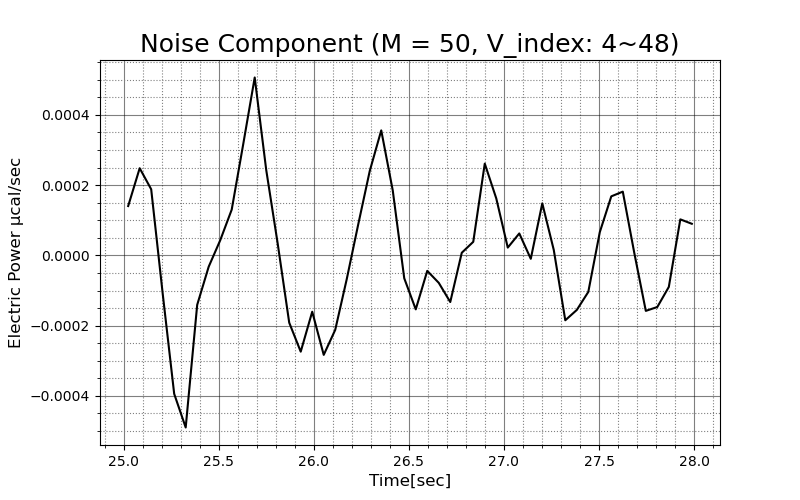 Noise Component (M = 50, V_index: 4~48)
Electric Power μcal/sec
0.0004
0.0002
0.0000
−0.0002
−0.0004
25.0 25.5 26.0 26.5 27.0 27.5 28.0
Time[sec]